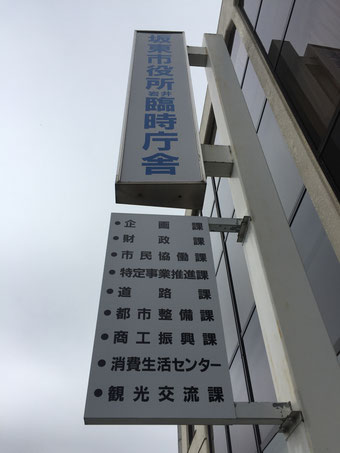 坂東市役所岩井臨時庁舎
●企画課
●財政課
●市民協働課
●特定事業推進課
●道路課
●都市整備課
●商工振興課
●消費生活センター
●観光交流課